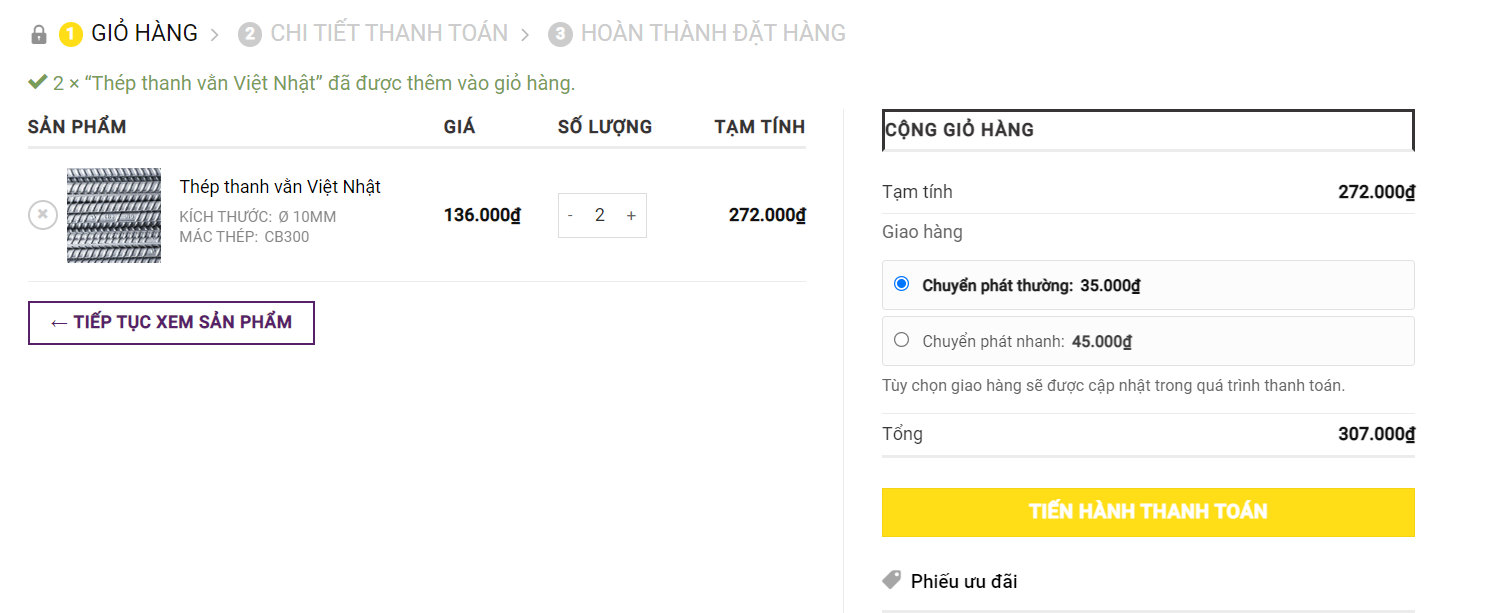 1 GIỎ HÀNG > 2 CHI TIẾT THANH TOÁN > 3 HOÀN THÀNH ĐẶT HÀNG
2 × “Thép thanh vằn Việt Nhật” đã được thêm vào giỏ hàng.
SẢN PHẨM GIÁ SỐ LƯỢNG TẠM TÍNH
Thép thanh vằn Việt Nhật
KÍCH THƯỚC: Ø 10MM
MÁC THÉP: CB300
136.000₫ - 2 + 272.000₫
← TIẾP TỤC XEM SẢN PHẨM
CỘNG GIỎ HÀNG
Tạm tính 272.000₫
Giao hàng
Chuyển phát thường: 35.000₫
Chuyển phát nhanh: 45.000₫
Tùy chọn giao hàng sẽ được cập nhật trong quá trình thanh toán.
Tổng 307.000₫
TIẾN HÀNH THANH TOÁN
Phiếu ưu đãi